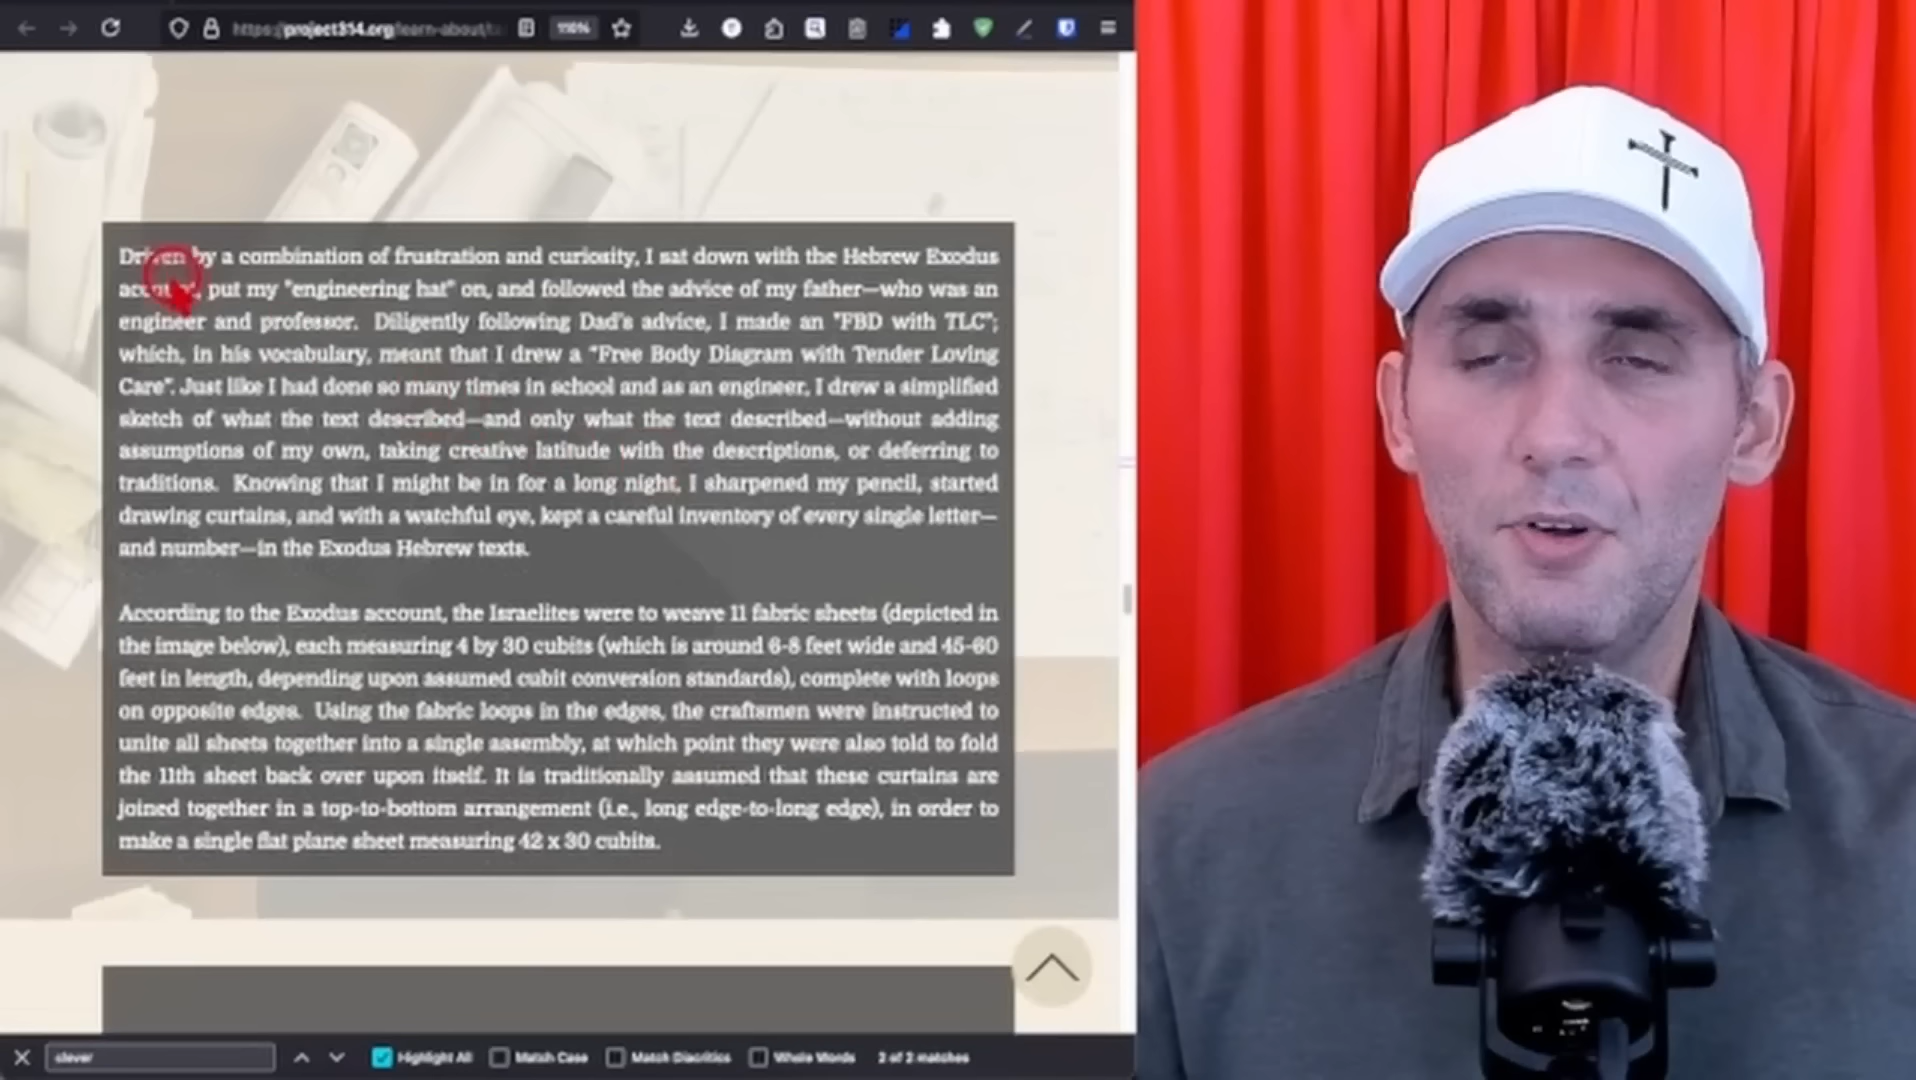 https://project314.org/learn-about/ta
110%
Driven by a combination of frustration and curiosity, I sat down with the Hebrew Exodus
account, put my "engineering hat" on, and followed the advice of my father—who was an
engineer and professor.  Diligently following Dad's advice, I made an "FBD with TLC";
which, in his vocabulary, meant that I drew a "Free Body Diagram with Tender Loving
Care". Just like I had done so many times in school and as an engineer, I drew a simplified
sketch of what the text described—and only what the text described—without adding
assumptions of my own, taking creative latitude with the descriptions, or deferring to
traditions.  Knowing that I might be in for a long night, I sharpened my pencil, started
drawing curtains, and with a watchful eye, kept a careful inventory of every single letter—
and number—in the Exodus Hebrew texts.
According to the Exodus account, the Israelites were to weave 11 fabric sheets (depicted in
the image below), each measuring 4 by 30 cubits (which is around 6-8 feet wide and 45-60
feet in length, depending upon assumed cubit conversion standards), complete with loops
on opposite edges.  Using the fabric loops in the edges, the craftsmen were instructed to
unite all sheets together into a single assembly, at which point they were also told to fold
the 11th sheet back over upon itself. It is traditionally assumed that these curtains are
joined together in a top-to-bottom arrangement (i.e., long edge-to-long edge), in order to
make a single flat plane sheet measuring 42 x 30 cubits.
clever Highlight All Match Case Match Diacritics Whole Words 2 of 2 matches